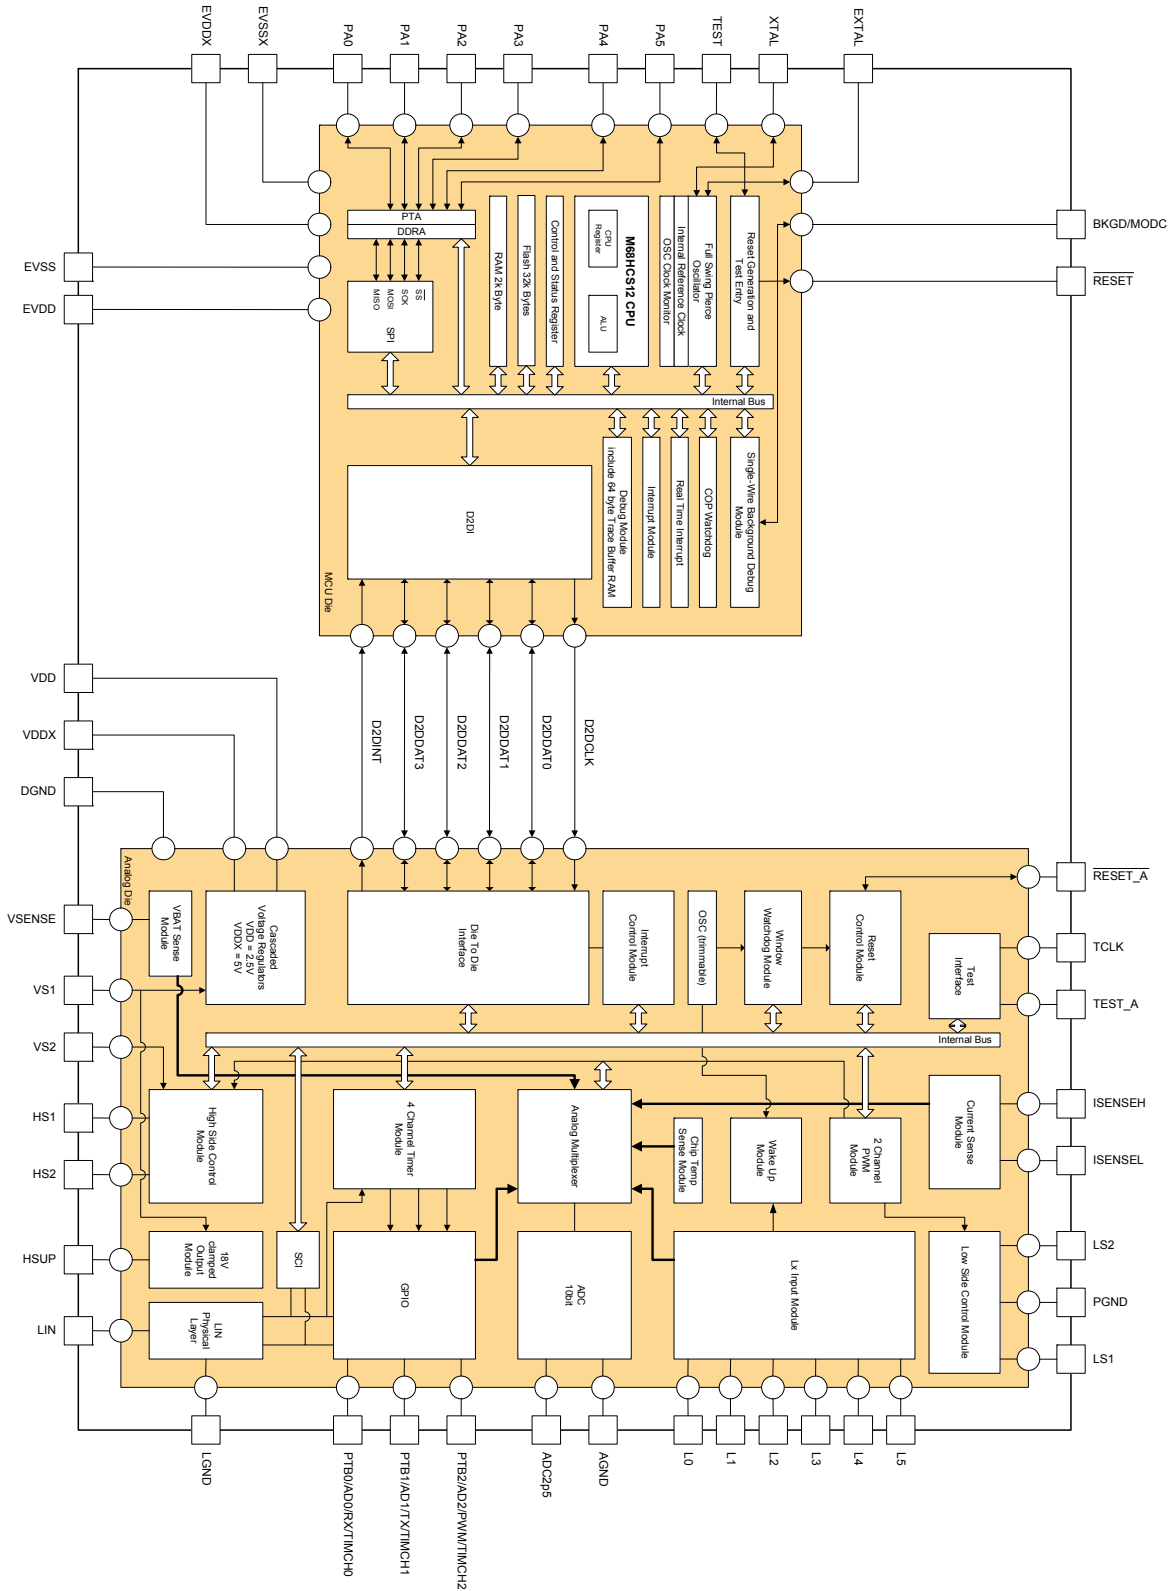 EVDDX
EVSSX
PA0
PA1
PA2
PA3
PA4
PA5
TEST
XTAL
EXTAL
EVSS
EVDD
BKGD/MODC
RESET
PTA
DDRA
MISO
MOSI
SCK
SS
SPI
RAM 2k Byte
Flash 32k Bytes
Control and Status Register
M68HCS12 CPU
CPU
Register
ALU
OSC Clock Monitor
Internal Reference Clock
Full Swing Pierce
Oscillator
Reset Generation and
Test Entry
Internal Bus
D2DI
Debug Module
include 64 byte Trace Buffer RAM
Interrupt Module
Real Time Interrupt
COP Watchdog
Single-Wire Background Debug
Module
MCU Die
VDD
VDDX
DGND
D2DINT
D2DDAT3
D2DDAT2
D2DDAT1
D2DDAT0
D2DCLK
Analog Die
VSENSE
VS1
VS2
HS1
HS2
HSUP
LIN
RESET_A
TCLK
TEST_A
ISENSEH
ISENSEL
LS2
PGND
LS1
VBAT Sense
Module
Cascaded
Voltage Regulators
VDD = 2.5V
VDDX = 5V
Die To Die
Interface
Interrupt
Control Module
OSC (trimmable)
Window
Watchdog Module
Reset
Control Module
Test
Interface
Internal Bus
High Side Control
Module
4 Channel Timer
Module
Analog Multiplexer
Chip Temp
Sense Module
Wake Up
Module
2 Channel
PWM
Module
Current Sense
Module
18V
clamped
Output
Module
SCI
GPIO
ADC
10bit
Lx Input Module
Low Side Control Module
LIN
Physical
Layer
LGND
PTB0/AD0/RX/TIMCH0
PTB1/AD1/TX/TIMCH1
PTB2/AD2/PWM/TIMCH2
ADC2p5
AGND
L0
L1
L2
L3
L4
L5